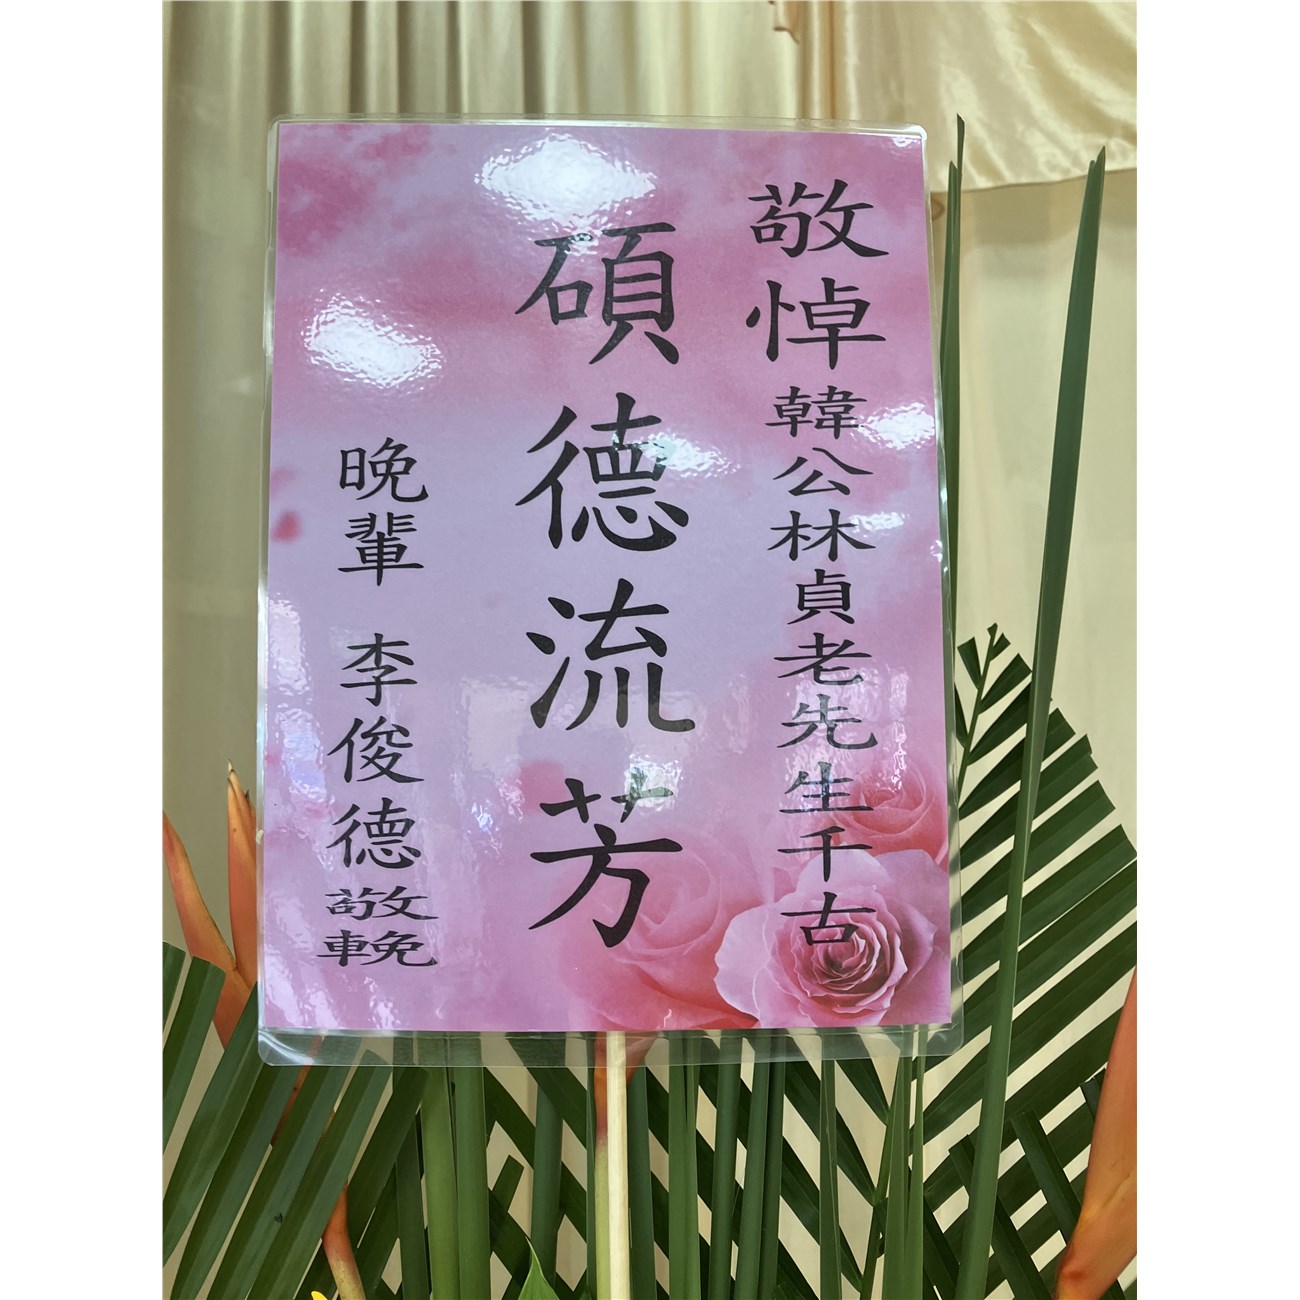 敬悼韓公林貞老先生千古
碩德流芳
晚輩 李俊德敬輓